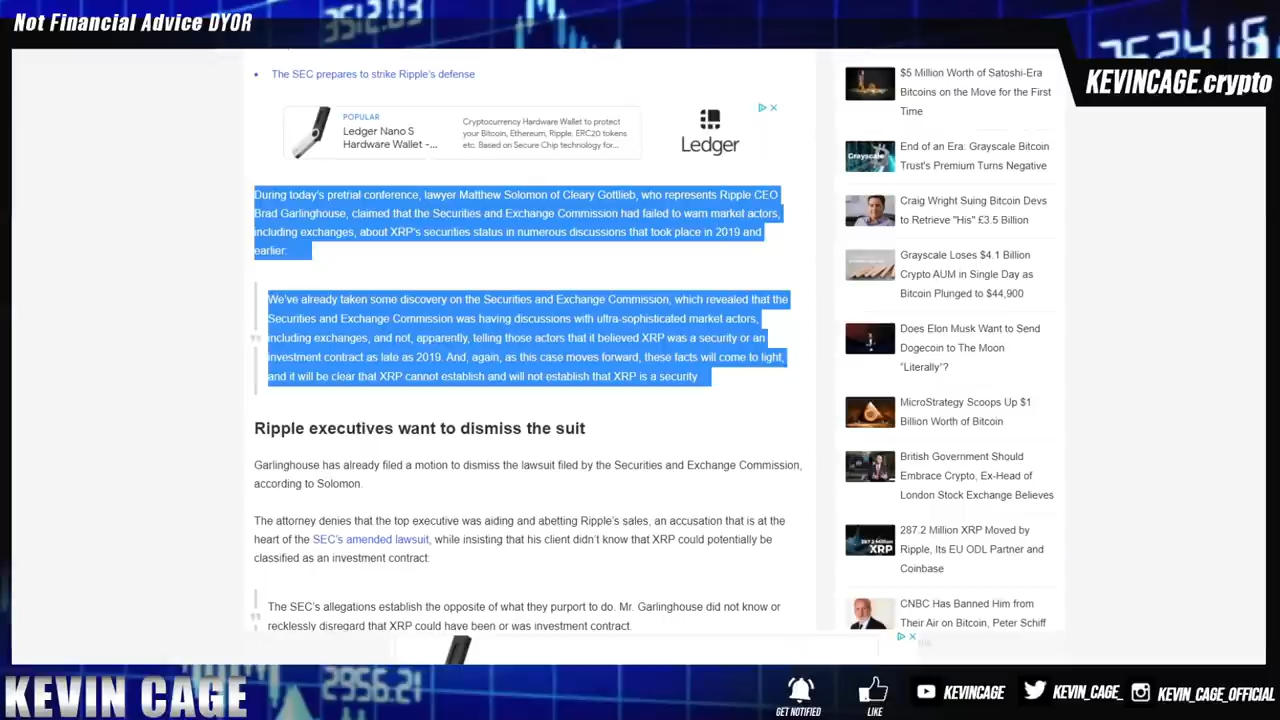 Not Financial Advice DYOR
KEVINCAGE.crypto
The SEC prepares to strike Ripple's defense
POPULAR
Ledger Nano S
Hardware Wallet -...
Cryptocurrency Hardware Wallet to protect
your Bitcoin, Ethereum, Ripple. ERC20 tokens
etc. Based on Secure Chip technology for...
Ledger
During today's pretrial conference, lawyer Matthew Solomon of Cleary Gottlieb, who represents Ripple CEO
Brad Garlinghouse, claimed that the Securities and Exchange Commission had failed to warn market actors,
including exchanges, about XRP's securities status in numerous discussions that took place in 2019 and
earlier:
We've already taken some discovery on the Securities and Exchange Commission, which revealed that the
Securities and Exchange Commission was having discussions with ultra-sophisticated market actors,
including exchanges, and not, apparently, telling those actors that it believed XRP was a security or an
investment contract as late as 2019. And, again, as this case moves forward, these facts will come to light,
and it will be clear that XRP cannot establish and will not establish that XRP is a security
Ripple executives want to dismiss the suit
Garlinghouse has already filed a motion to dismiss the lawsuit filed by the Securities and Exchange Commission,
according to Solomon.
The attorney denies that the top executive was aiding and abetting Ripple's sales, an accusation that is at the
heart of the SEC's amended lawsuit, while insisting that his client didn't know that XRP could potentially be
classified as an investment contract:
The SEC's allegations establish the opposite of what they purport to do. Mr. Garlinghouse did not know or
recklessly disregard that XRP could have been or was investment contract.
$5 Million Worth of Satoshi-Era
Bitcoins on the Move for the First
Time
Grayscale
End of an Era: Grayscale Bitcoin
Trust's Premium Turns Negative
Craig Wright Suing Bitcoin Devs
to Retrieve "His" £3.5 Billion
Grayscale Loses $4.1 Billion
Crypto AUM in Single Day as
Bitcoin Plunged to $44,900
Does Elon Musk Want to Send
Dogecoin to The Moon
"Literally"?
MicroStrategy Scoops Up $1
Billion Worth of Bitcoin
British Government Should
Embrace Crypto, Ex-Head of
London Stock Exchange Believes
287.2 Million
XRP
287.2 Million XRP Moved by
Ripple, Its EU ODL Partner and
Coinbase
CNBC Has Banned Him from
Their Air on Bitcoin, Peter Schiff
KEVIN CAGE
2956.21
GET NOTIFIED
LIKE
KEVINCAGE
KEVIN_CAGE_
KEVIN_CAGE_OFFICIAL